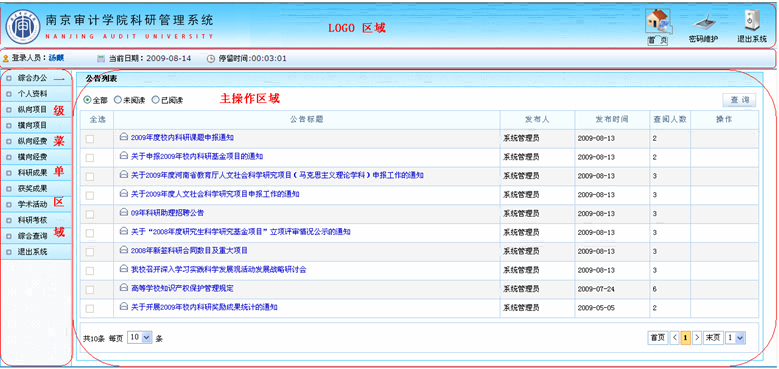 南京审计学院科研管理系统
NANJING AUDIT UNIVERSITY
LOGO 区域
首 页
密码维护
退出系统
登录人员：汤颖 当前日期：2009-08-14 停留时间:00:03:01
综合办公
个人资料
纵向项目
横向项目
纵向经费
横向经费
科研成果
获奖成果
学术活动
科研考核
综合查询
退出系统
一级菜单区域
公告列表
全部 未阅读 已阅读
主操作区域
查 询
全选 公告标题 发布人 发布时间 查阅人数 操作
2009年度校内科研课题申报通知 系统管理员 2009-08-13 2
关于申报2009年校内科研基金项目的通知 系统管理员 2009-08-13 2
关于2009年度河南省教育厅人文社会科学研究项目（马克思主义理论学科）申报工作的通知 系统管理员 2009-08-13 3
关于2009年度人文社会科学研究项目申报工作的通知 系统管理员 2009-08-13 3
09年科研助理招聘公告 系统管理员 2009-08-13 3
关于“2008年度研究生科学研究基金项目”立项评审情况公示的通知 系统管理员 2009-08-13 3
2008年新签科研合同数目及重大项目 系统管理员 2009-08-13 3
我校召开深入学习实践科学发展观活动发展战略研讨会 系统管理员 2009-08-13 3
高等学校知识产权保护管理规定 系统管理员 2009-07-24 6
关于开展2009年校内科研奖励成果统计的通知 系统管理员 2009-05-05 2
共10条 每页 10 条
首页 < 1 > 末页 1